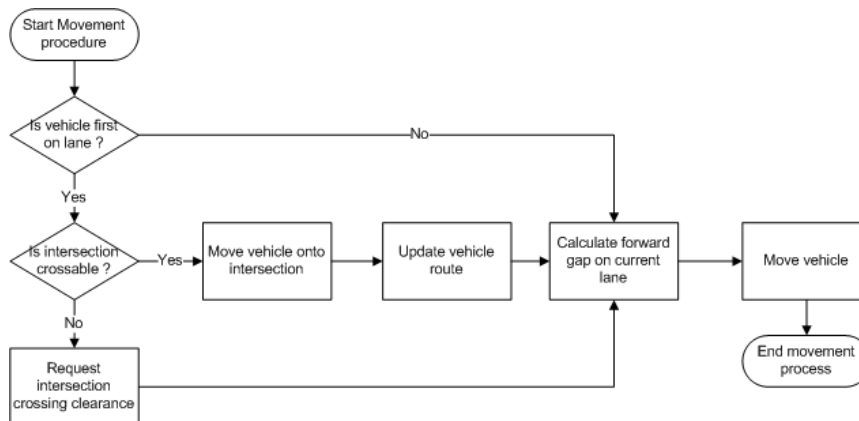 Start Movement
procedure
Is vehicle first
on lane ?
No
Yes
Is intersection
crossable ?
Yes
Move vehicle onto
intersection
Update vehicle
route
Calculate forward
gap on current
lane
Move vehicle
No
Request
intersection
crossing clearance
End movement
process